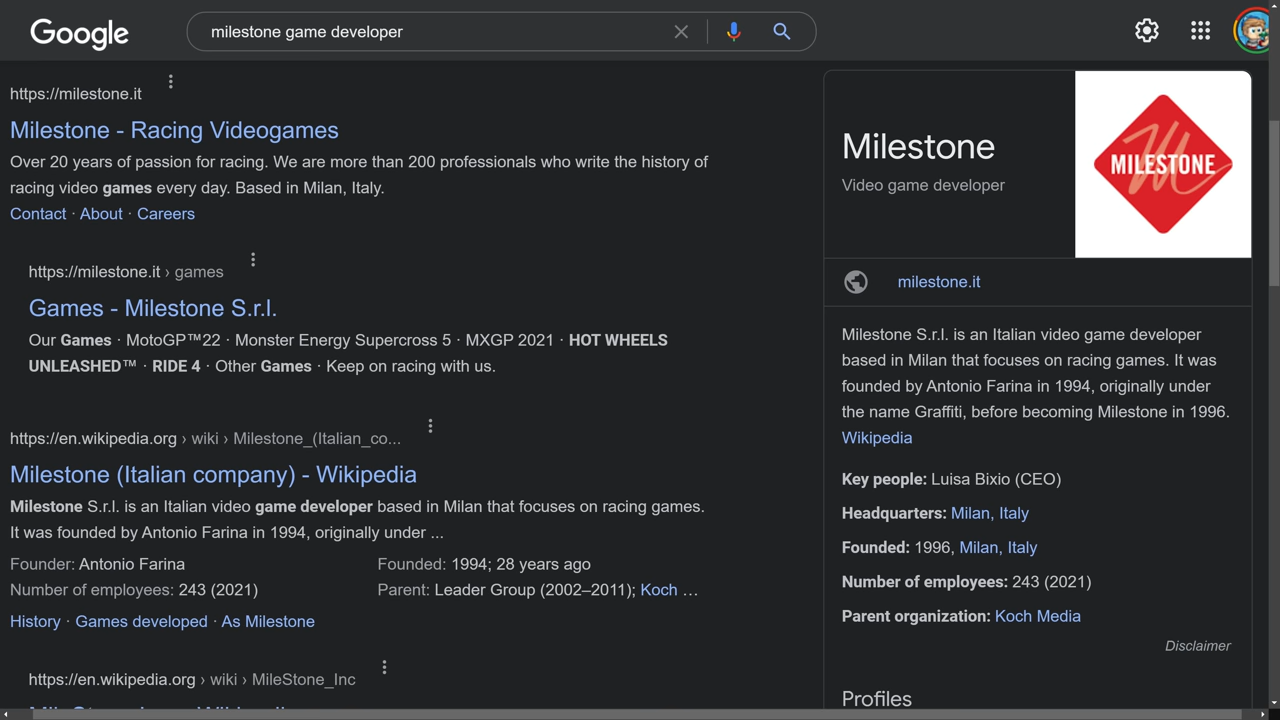 Google
milestone game developer
https://milestone.it
Milestone - Racing Videogames
Over 20 years of passion for racing. We are more than 200 professionals who write the history of
racing video games every day. Based in Milan, Italy.
Contact · About · Careers
https://milestone.it › games
Games - Milestone S.r.l.
Our Games · MotoGP™22 · Monster Energy Supercross 5 · MXGP 2021 · HOT WHEELS
UNLEASHED™ · RIDE 4 · Other Games · Keep on racing with us.
https://en.wikipedia.org › wiki › Milestone_(Italian_co...
Milestone (Italian company) - Wikipedia
Milestone S.r.l. is an Italian video game developer based in Milan that focuses on racing games.
It was founded by Antonio Farina in 1994, originally under ...
Founder: Antonio Farina
Founded: 1994; 28 years ago
Number of employees: 243 (2021)
Parent: Leader Group (2002–2011); Koch ...
History · Games developed · As Milestone
https://en.wikipedia.org › wiki › MileStone_Inc
Milestone
Video game developer
MILESTONE
milestone.it
Milestone S.r.l. is an Italian video game developer
based in Milan that focuses on racing games. It was
founded by Antonio Farina in 1994, originally under
the name Graffiti, before becoming Milestone in 1996.
Wikipedia
Key people: Luisa Bixio (CEO)
Headquarters: Milan, Italy
Founded: 1996, Milan, Italy
Number of employees: 243 (2021)
Parent organization: Koch Media
Disclaimer
Profiles